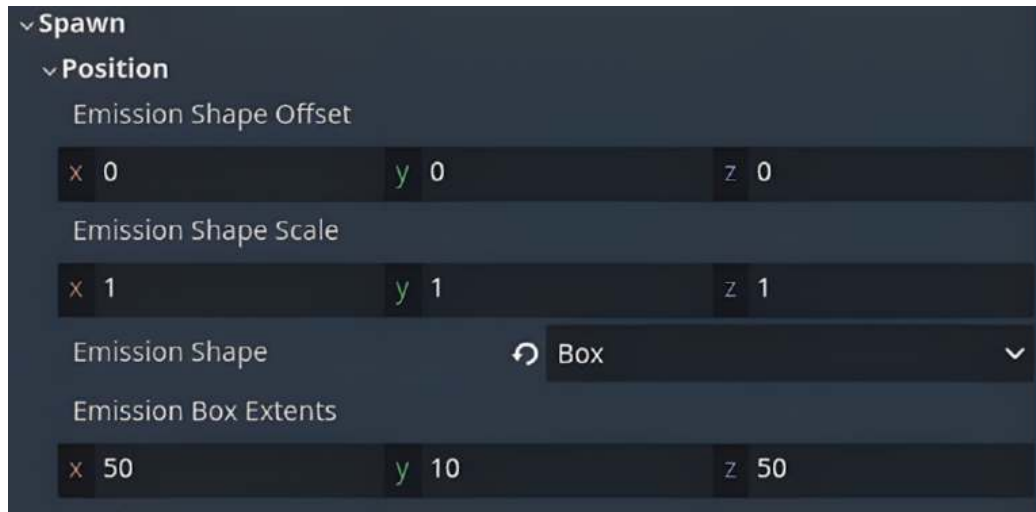 Spawn
Position
Emission Shape Offset
x 0 y 0 z 0
Emission Shape Scale
x 1 y 1 z 1
Emission Shape Box
Emission Box Extents
x 50 y 10 z 50